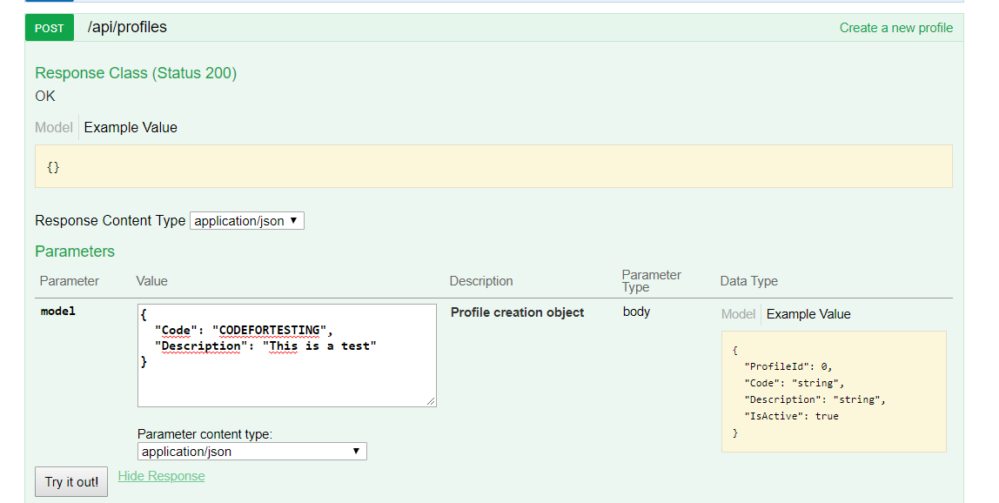 POST /api/profiles Create a new profile
Response Class (Status 200)
OK
Model Example Value
{}
Response Content Type application/json
Parameters
Parameter Value Description Parameter Type Data Type
model
{
"Code": "CODEFORTESTING",
"Description": "This is a test"
}
Profile creation object
body
Model Example Value
{
"ProfileId": 0,
"Code": "string",
"Description": "string",
"IsActive": true
}
Parameter content type:
application/json
Try it out! Hide Response